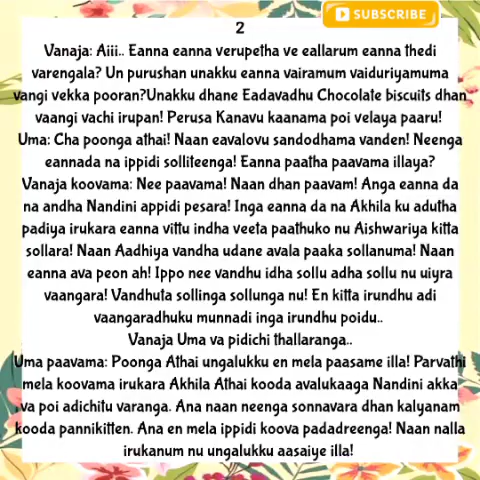 SUBSCRIBE
2
Vanaja: Aiii.. Eanna eanna verupetha ve eallarum eanna thedi
varengala? Un purushan unakku eanna vairamum vaiduriyamuma
vangi vekka pooran?Unakku dhane Eadavadhu Chocolate biscuits dhan
vaangi vachi irupan! Perusa Kanavu kaanama poi velaya paaru!
Uma: Cha poonga athai! Naan eavalovu sandodhama vanden! Neenga
eannada na ippidi solliteenga! Eanna paatha paavama illaya?
Vanaja koovama: Nee paavama! Naan dhan paavam! Anga eanna da
na andha Nandini appidi pesara! Inga eanna da na Akhila ku adutha
padiya irukara eanna vittu indha veeta paathuko nu Aishwariya kitta
sollara! Naan Aadhiya vandha udane avala paaka sollanuma! Naan
eanna ava peon ah! Ippo nee vandhu idha sollu adha sollu nu uiyra
vaangara! Vandhuta sollinga sollunga nu! En kitta irundhu adi
vaangaradhuku munnadi inga irundhu poidu..
Vanaja Uma va pidichi thallaranga..
Uma paavama: Poonga Athai ungalukku en mela paasame illa! Parvathi
mela koovama irukara Akhila Athai kooda avalukaaga Nandini akka
va poi adichitu varanga. Ana naan neenga sonnavara dhan kalyanam
kooda pannikitten. Ana en mela ippidi koova padadreenga! Naan nalla
irukanum nu ungalukku aasaiye illa!